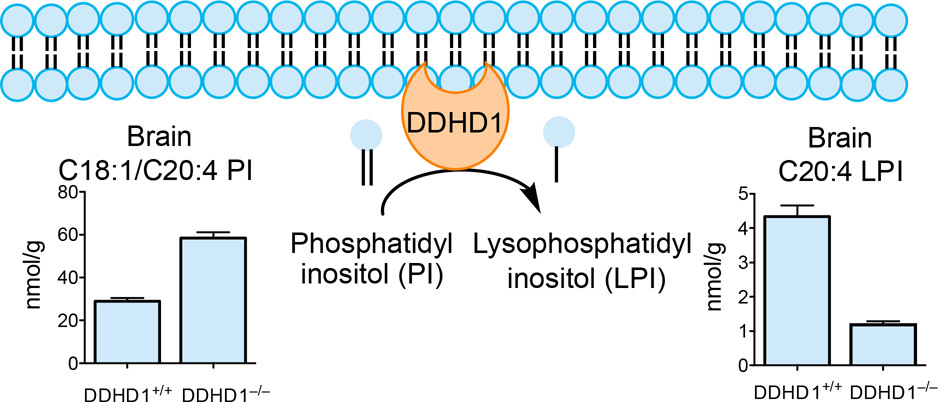 DDHD1
Brain
C18:1/C20:4 PI
80
60
40
20
0
nmol/g
DDHD1+/+ DDHD1–/–
Phosphatidyl
inositol (PI)
Lysophosphatidyl
inositol (LPI)
Brain
C20:4 LPI
5
4
3
2
1
0
nmol/g
DDHD1+/+ DDHD1–/–